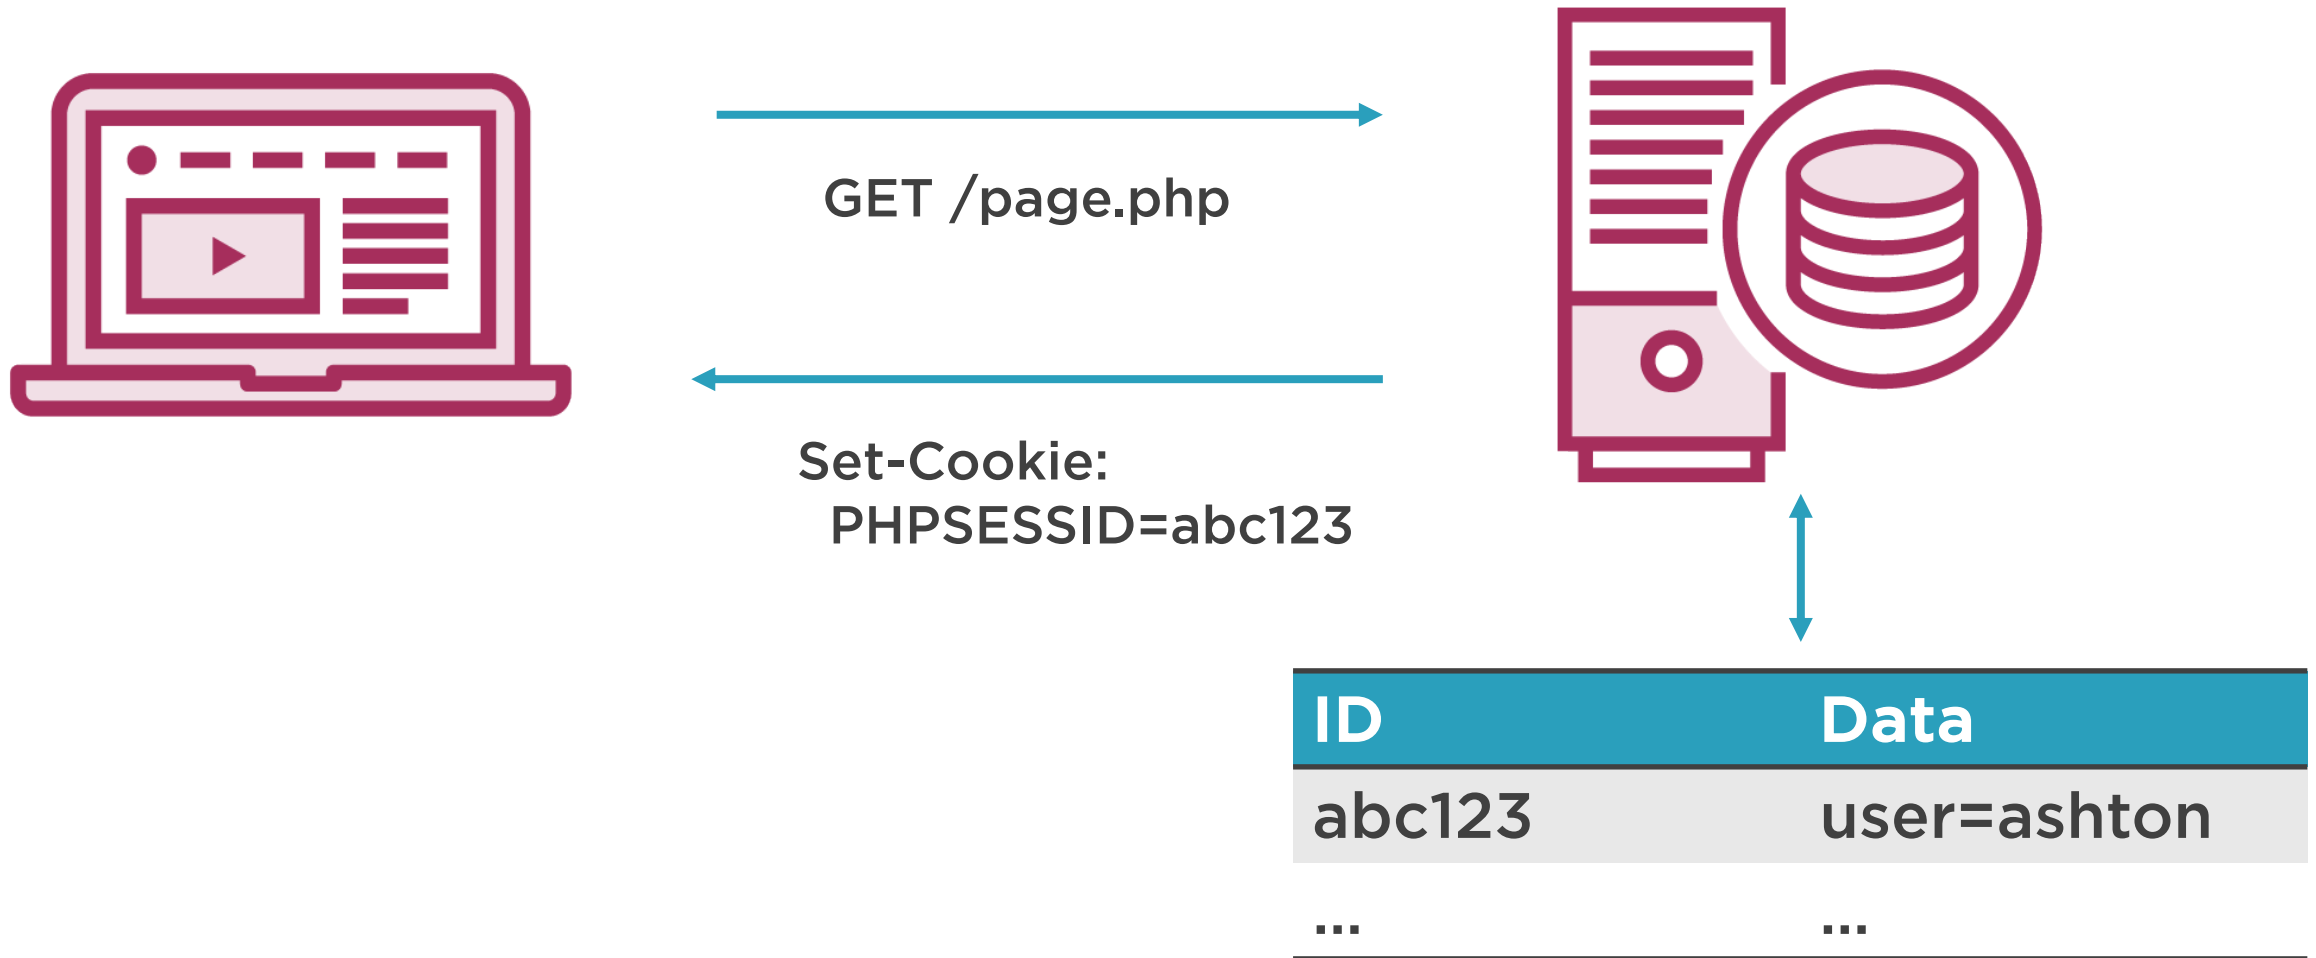 GET /page.php
Set-Cookie:
PHPSESSID=abc123
ID Data
abc123 user=ashton
... ...